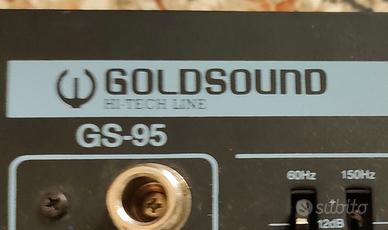 GOLDSOUND
HI-TECH LINE
GS-95
60Hz 150Hz
12dB
subito